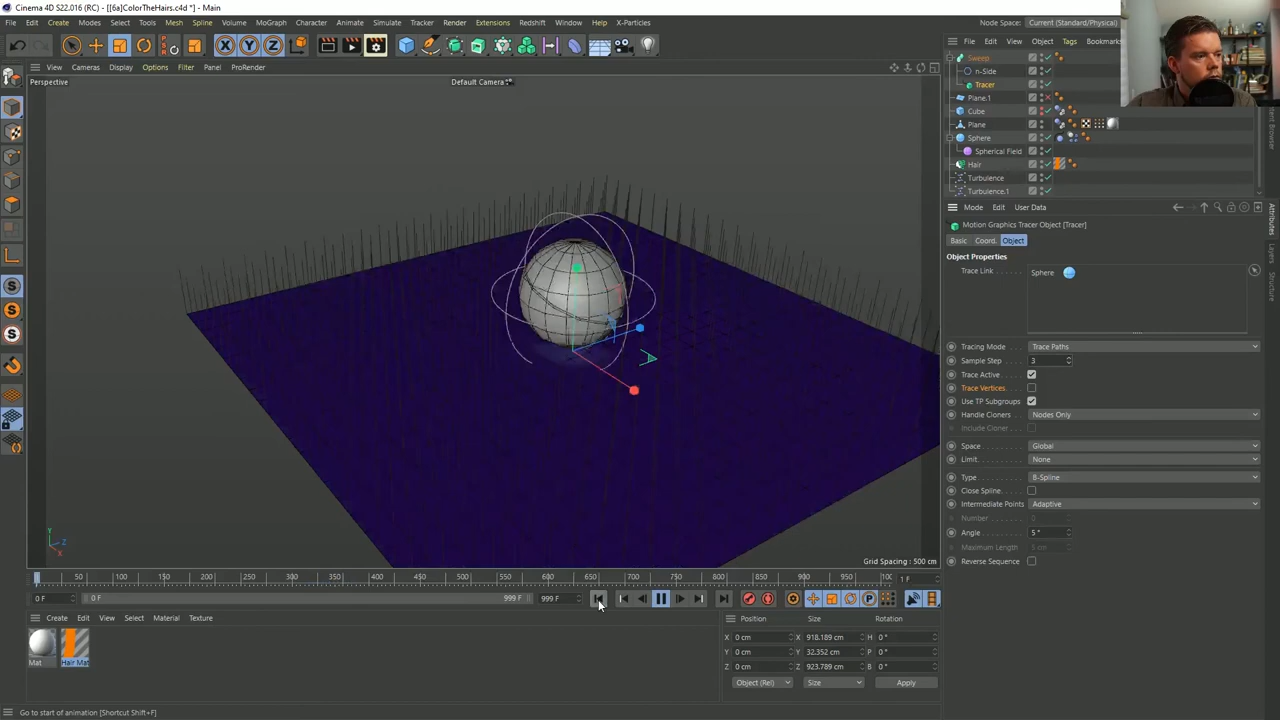 Cinema 4D S22.016 (RC) - [[6a]ColorTheHairs.c4d *] - Main
File Edit Create Modes Select Tools Mesh Spline Volume MoGraph Character Animate Simulate Tracker Render Extensions Redshift Window Help X-Particles
Node Space: Current (Standard/Physical)
View Cameras Display Options Filter Panel ProRender
File Edit View Object Tags Bookmarks
Perspective
Default Camera
Sweep
n-Side
Tracer
Plane.1
Cube
Plane
Sphere
Spherical Field
Hair
Turbulence
Turbulence.1
Mode Edit User Data
Motion Graphics Tracer Object [Tracer]
Basic Coord. Object
Object Properties
Trace Link Sphere
Tracing Mode Trace Paths
Sample Step 3
Trace Active
Trace Vertices
Use TP Subgroups
Handle Cloners Nodes Only
Include Cloner
Space Global
Limit None
Type B-Spline
Close Spline
Intermediate Points Adaptive
Number
Angle 5 °
Maximum Length 5 cm
Reverse Sequence
Attributes
Layers
Structure
Y
Z
X
Grid Spacing : 500 cm
50 100 150 200 250 300 350 400 450 500 550 600 650 700 750 800 850 900 950 100
1 F
0 F 0 F 999 F 999 F
Create Edit View Select Material Texture
Mat
Hair Mat
Position Size Rotation
X 0 cm X 918.189 cm H 0 °
Y 0 cm Y 32.352 cm P 0 °
Z 0 cm Z 923.789 cm B 0 °
Object (Rel) Size Apply
Go to start of animation [Shortcut Shift+F]